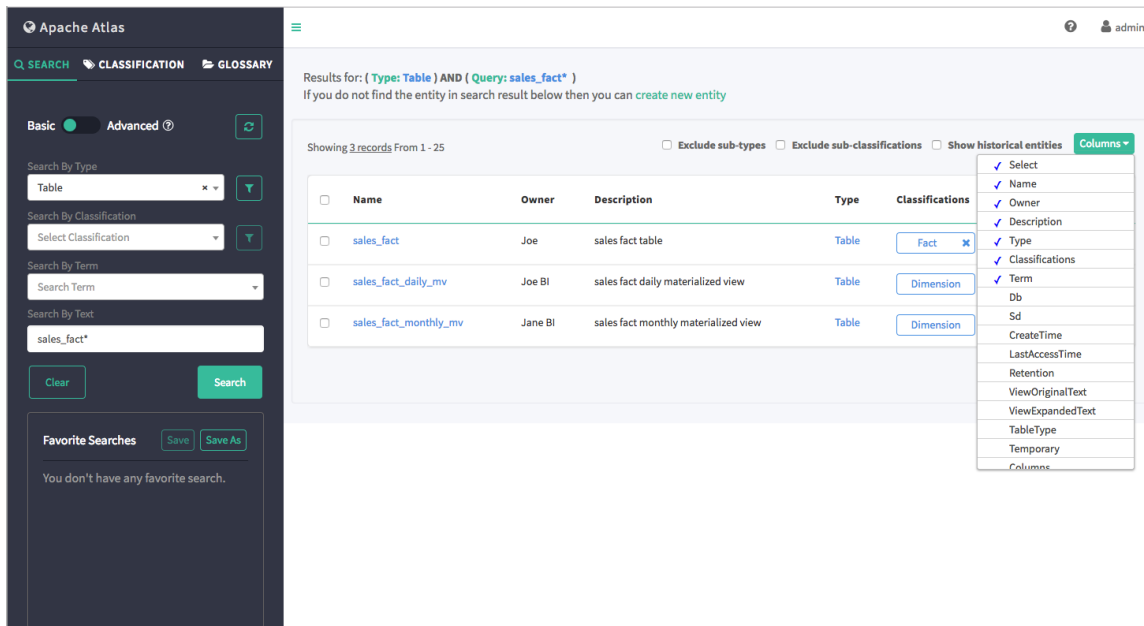 Apache Atlas
admin
SEARCH CLASSIFICATION GLOSSARY
Basic Advanced
Search By Type
Table
Search By Classification
Select Classification
Search By Term
Search Term
Search By Text
sales_fact*
Clear Search
Favorite Searches Save Save As
You don't have any favorite search.
Results for: ( Type: Table ) AND ( Query: sales_fact* )
If you do not find the entity in search result below then you can create new entity
Showing 3 records From 1 - 25 Exclude sub-types Exclude sub-classifications Show historical entities Columns
Name Owner Description Type Classifications
sales_fact Joe sales fact table Table Fact
sales_fact_daily_mv Joe BI sales fact daily materialized view Table Dimension
sales_fact_monthly_mv Jane BI sales fact monthly materialized view Table Dimension
Select
Name
Owner
Description
Type
Classifications
Term
Db
Sd
CreateTime
LastAccessTime
Retention
ViewOriginalText
ViewExpandedText
TableType
Temporary
Columns